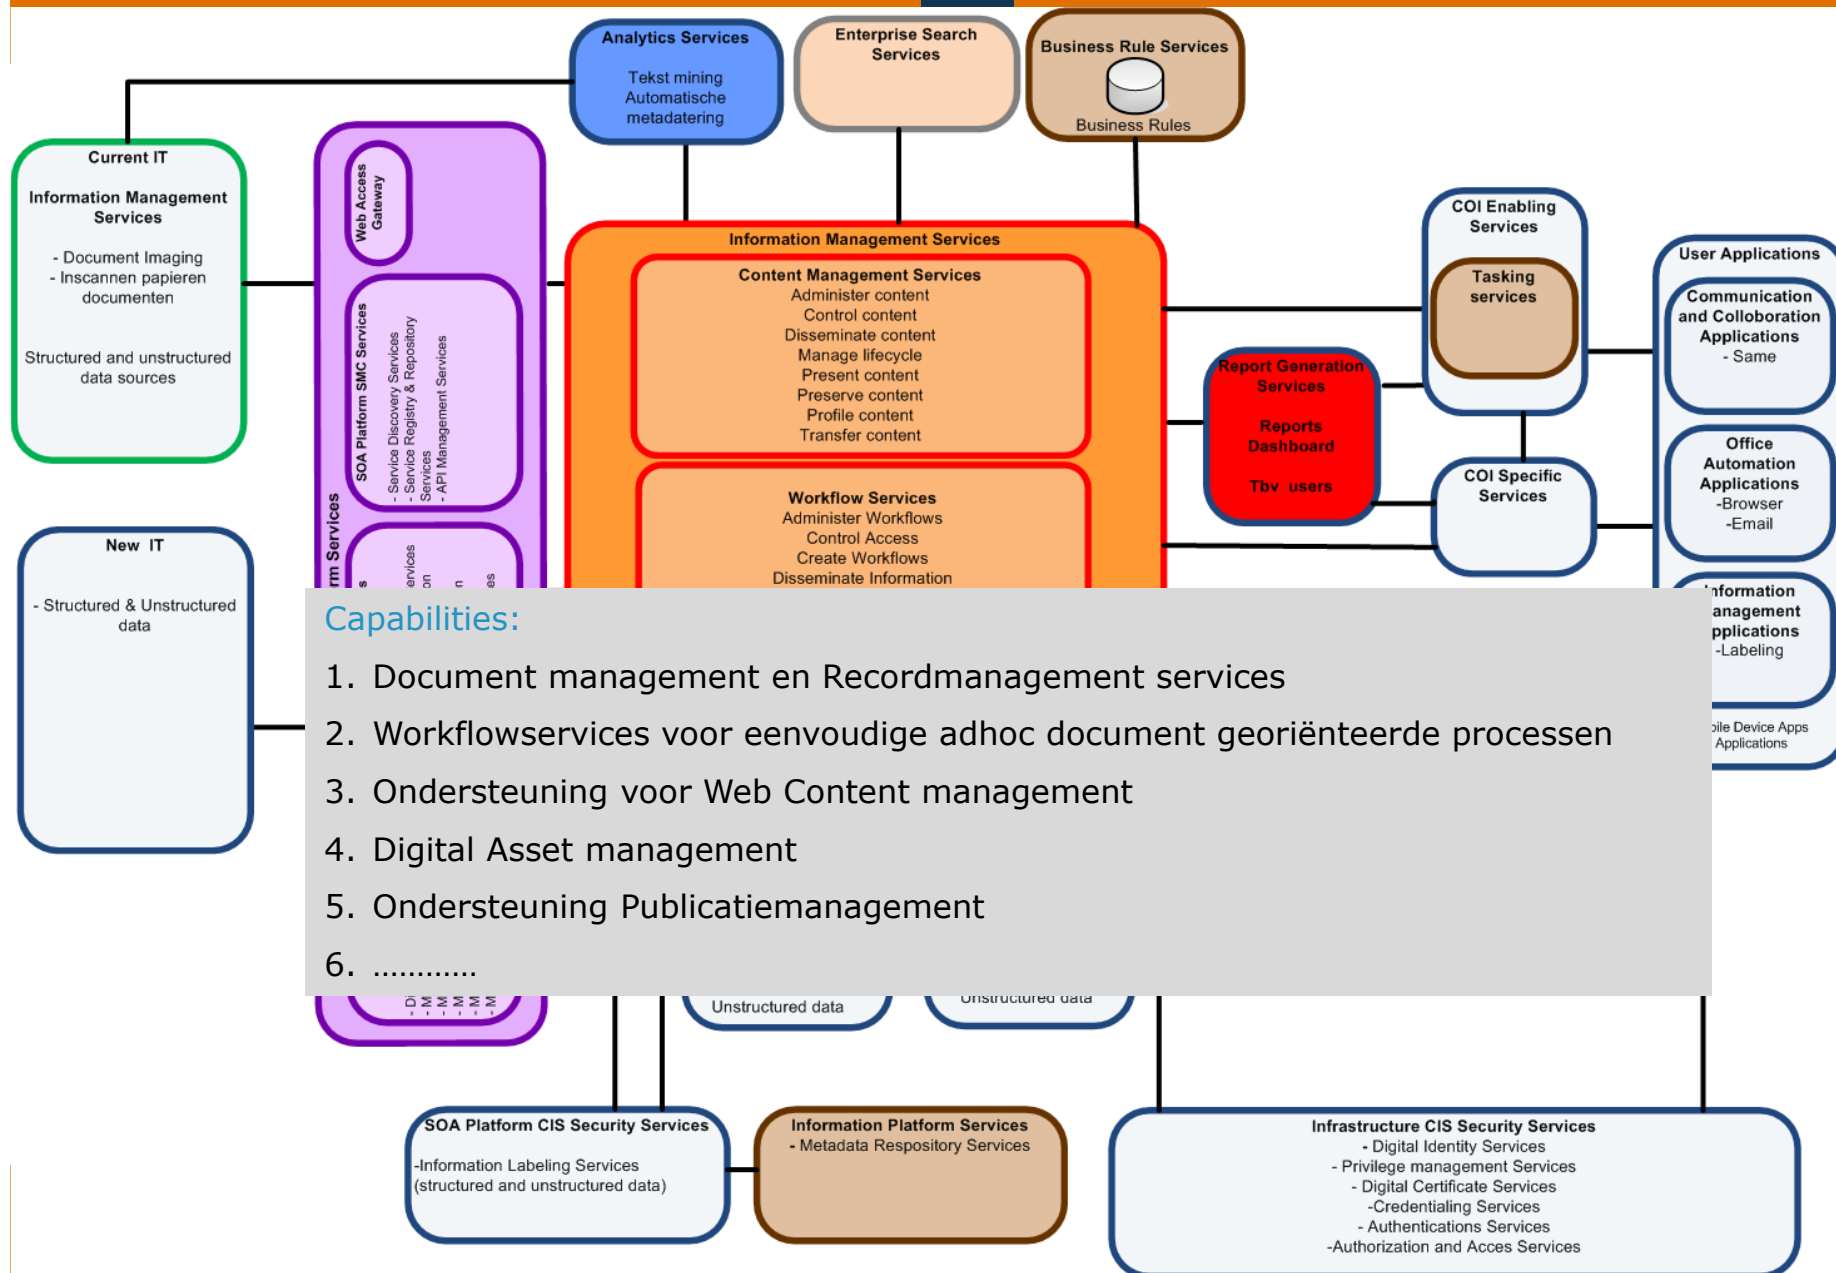 Analytics Services
Tekst mining
Automatische
metadatering
Enterprise Search
Services
Business Rule Services
Business Rules
Current IT
Information Management
Services
- Document Imaging
- Inscannen papieren
documenten
Structured and unstructured
data sources
New IT
- Structured & Unstructured
data
Web Access
Gateway
SOA Platform SMC Services
- Service Discovery Services
- Service Registry & Repository
Services
- API Management Services
Services
Information Management Services
Content Management Services
Administer content
Control content
Disseminate content
Manage lifecycle
Present content
Preserve content
Profile content
Transfer content
Workflow Services
Administer Workflows
Control Access
Create Workflows
Disseminate Information
Report Generation
Services
Reports
Dashboard
Tbv users
COI Enabling
Services
Tasking
services
COI Specific
Services
User Applications
Communication
and Colloboration
Applications
- Same
Office
Automation
Applications
-Browser
-Email
-Labeling
Device Apps
Applications
Capabilities:
1. Document management en Recordmanagement services
2. Workflowservices voor eenvoudige adhoc document georiënteerde processen
3. Ondersteuning voor Web Content management
4. Digital Asset management
5. Ondersteuning Publicatiemanagement
6. ............
Unstructured data
Unstructured data
SOA Platform CIS Security Services
-Information Labeling Services
(structured and unstructured data)
Information Platform Services
- Metadata Respository Services
Infrastructure CIS Security Services
- Digital Identity Services
- Privilege management Services
- Digital Certificate Services
-Credentialing Services
- Authentications Services
-Authorization and Acces Services